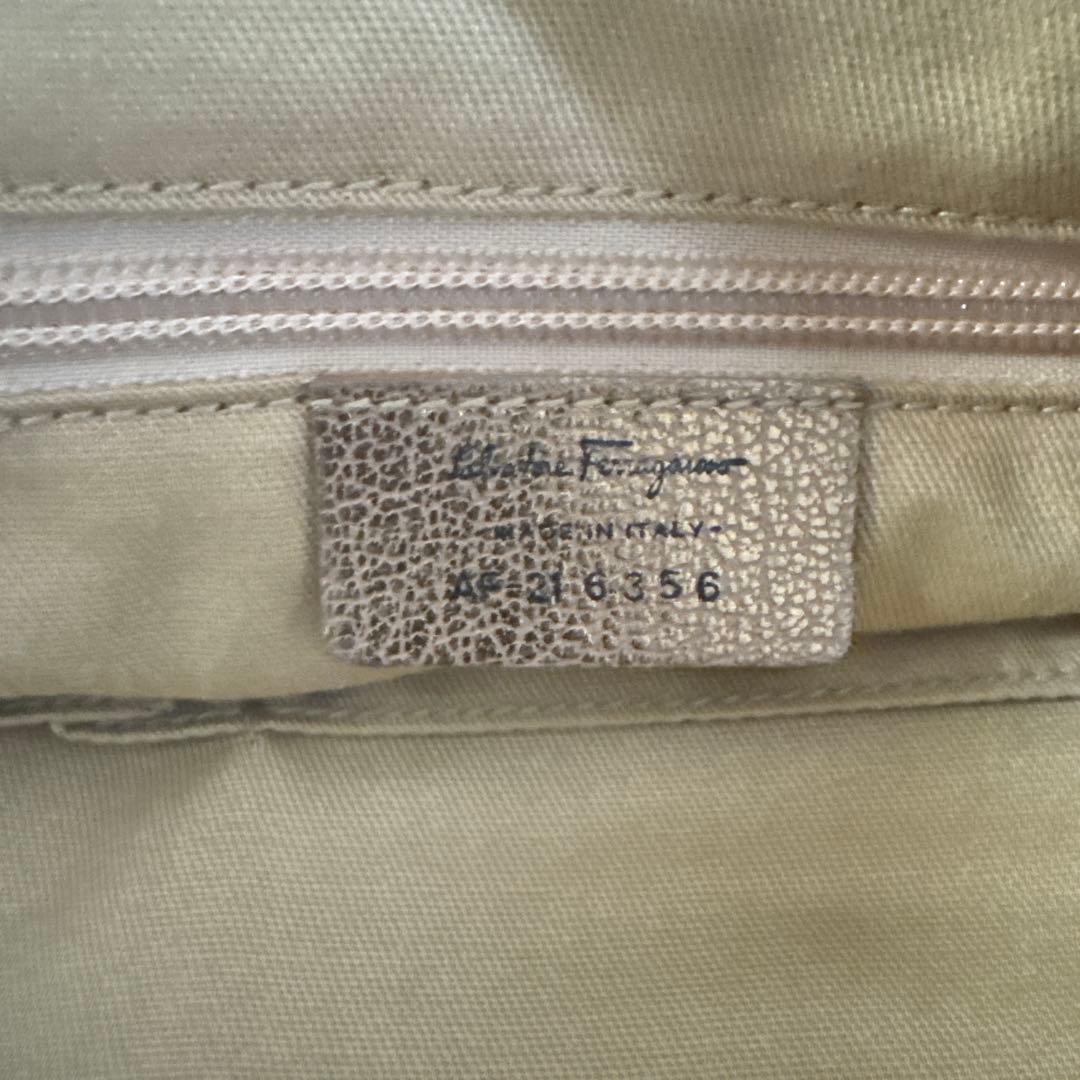 Salvatore Ferragamo
-MADE IN ITALY-
AF-21 6356